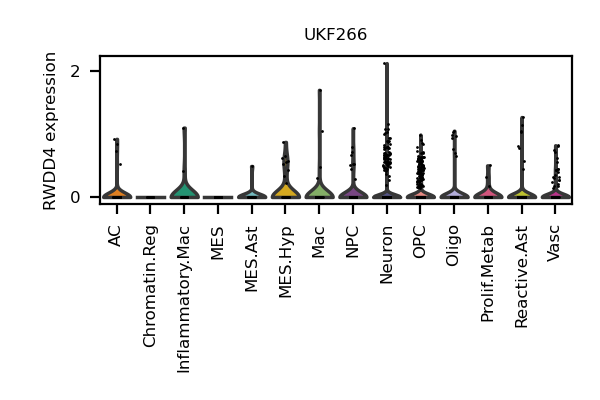 UKF266
RWDD4 expression
2
0
AC
Chromatin.Reg
Inflammatory.Mac
MES
MES.Ast
MES.Hyp
Mac
NPC
Neuron
OPC
Oligo
Prolif.Metab
Reactive.Ast
Vasc